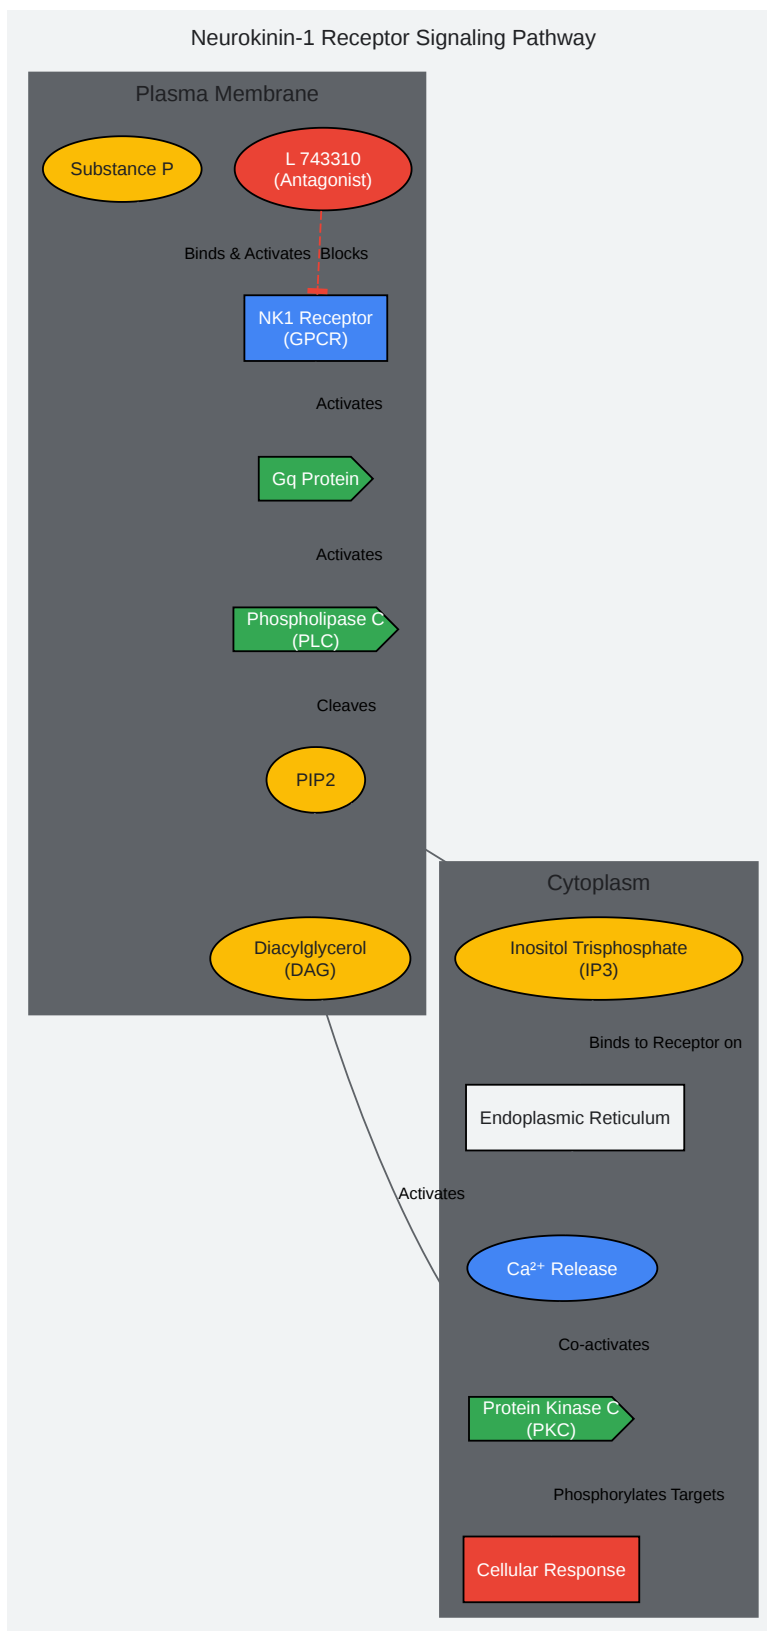 Neurokinin-1 Receptor Signaling Pathway
Plasma Membrane
Substance P
L 743310
(Antagonist)
Binds & Activates
Blocks
NK1 Receptor
(GPCR)
Activates
Gq Protein
Activates
Phospholipase C
(PLC)
Cleaves
PIP2
Diacylglycerol
(DAG)
Cytoplasm
Inositol Trisphosphate
(IP3)
Binds to Receptor on
Endoplasmic Reticulum
Activates
Ca²⁺ Release
Co-activates
Protein Kinase C
(PKC)
Phosphorylates Targets
Cellular Response